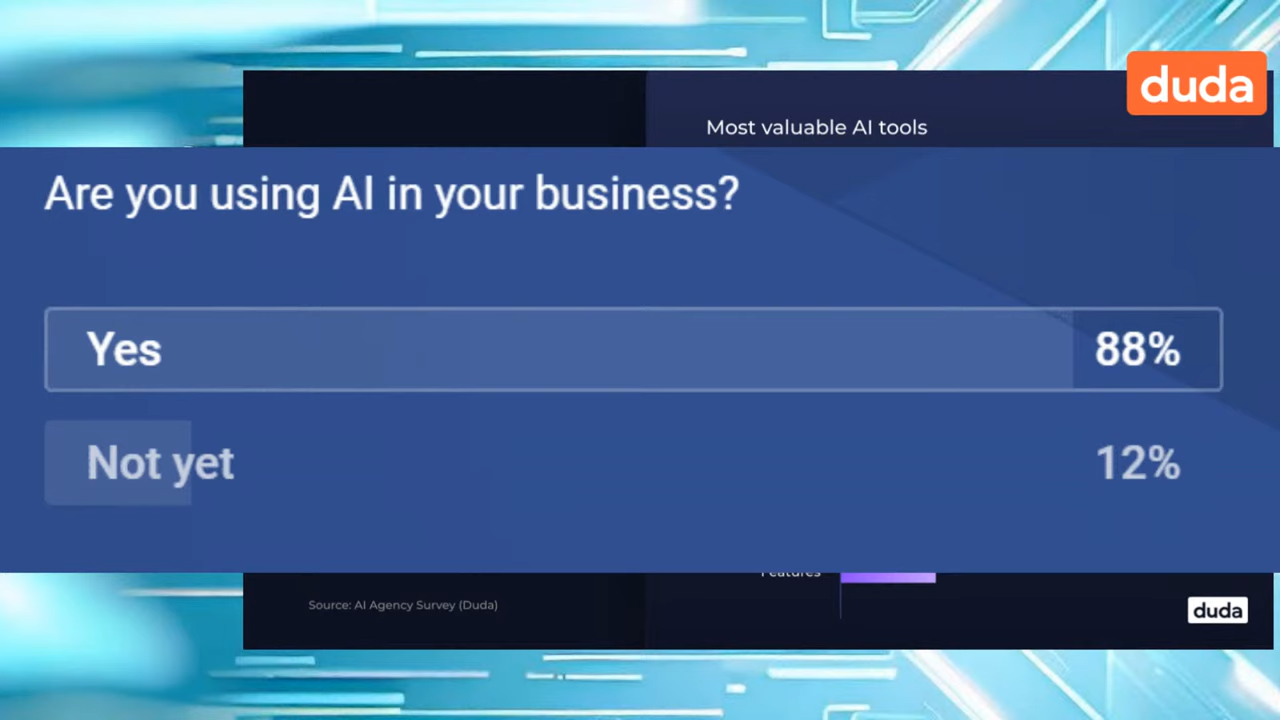 duda
Most valuable AI tools
Are you using AI in your business?
Yes 88%
Not yet 12%
Features
Source: AI Agency Survey (Duda)
duda